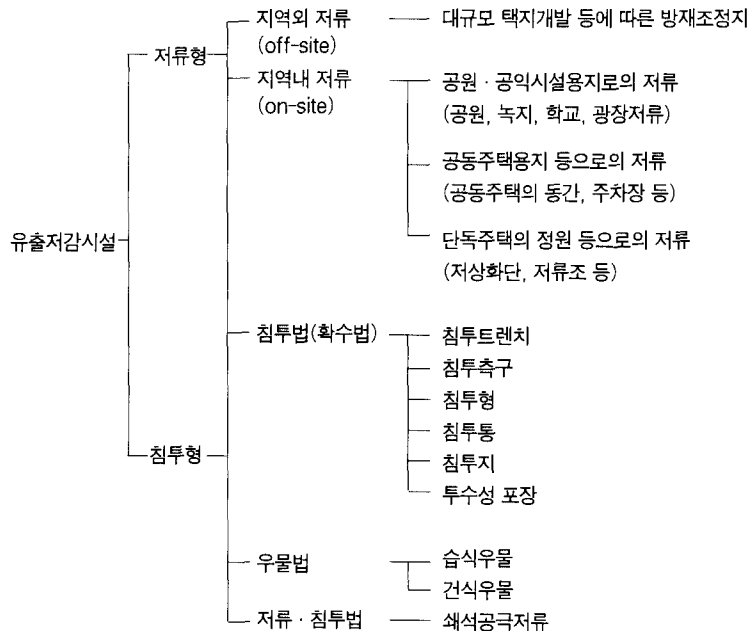 유출저감시설
저류형
지역외 저류
(off-site)
대규모 택지개발 등에 따른 방재조정지
지역내 저류
(on-site)
공원 · 공익시설용지로의 저류
(공원, 녹지, 학교, 광장저류)
공동주택용지 등으로의 저류
(공동주택의 동간, 주차장 등)
단독주택의 정원 등으로의 저류
(저상화단, 저류조 등)
침투형
침투법(확수법)
침투트렌치
침투측구
침투형
침투통
침투지
투수성 포장
우물법
습식우물
건식우물
저류 · 침투법
쇄석공극저류